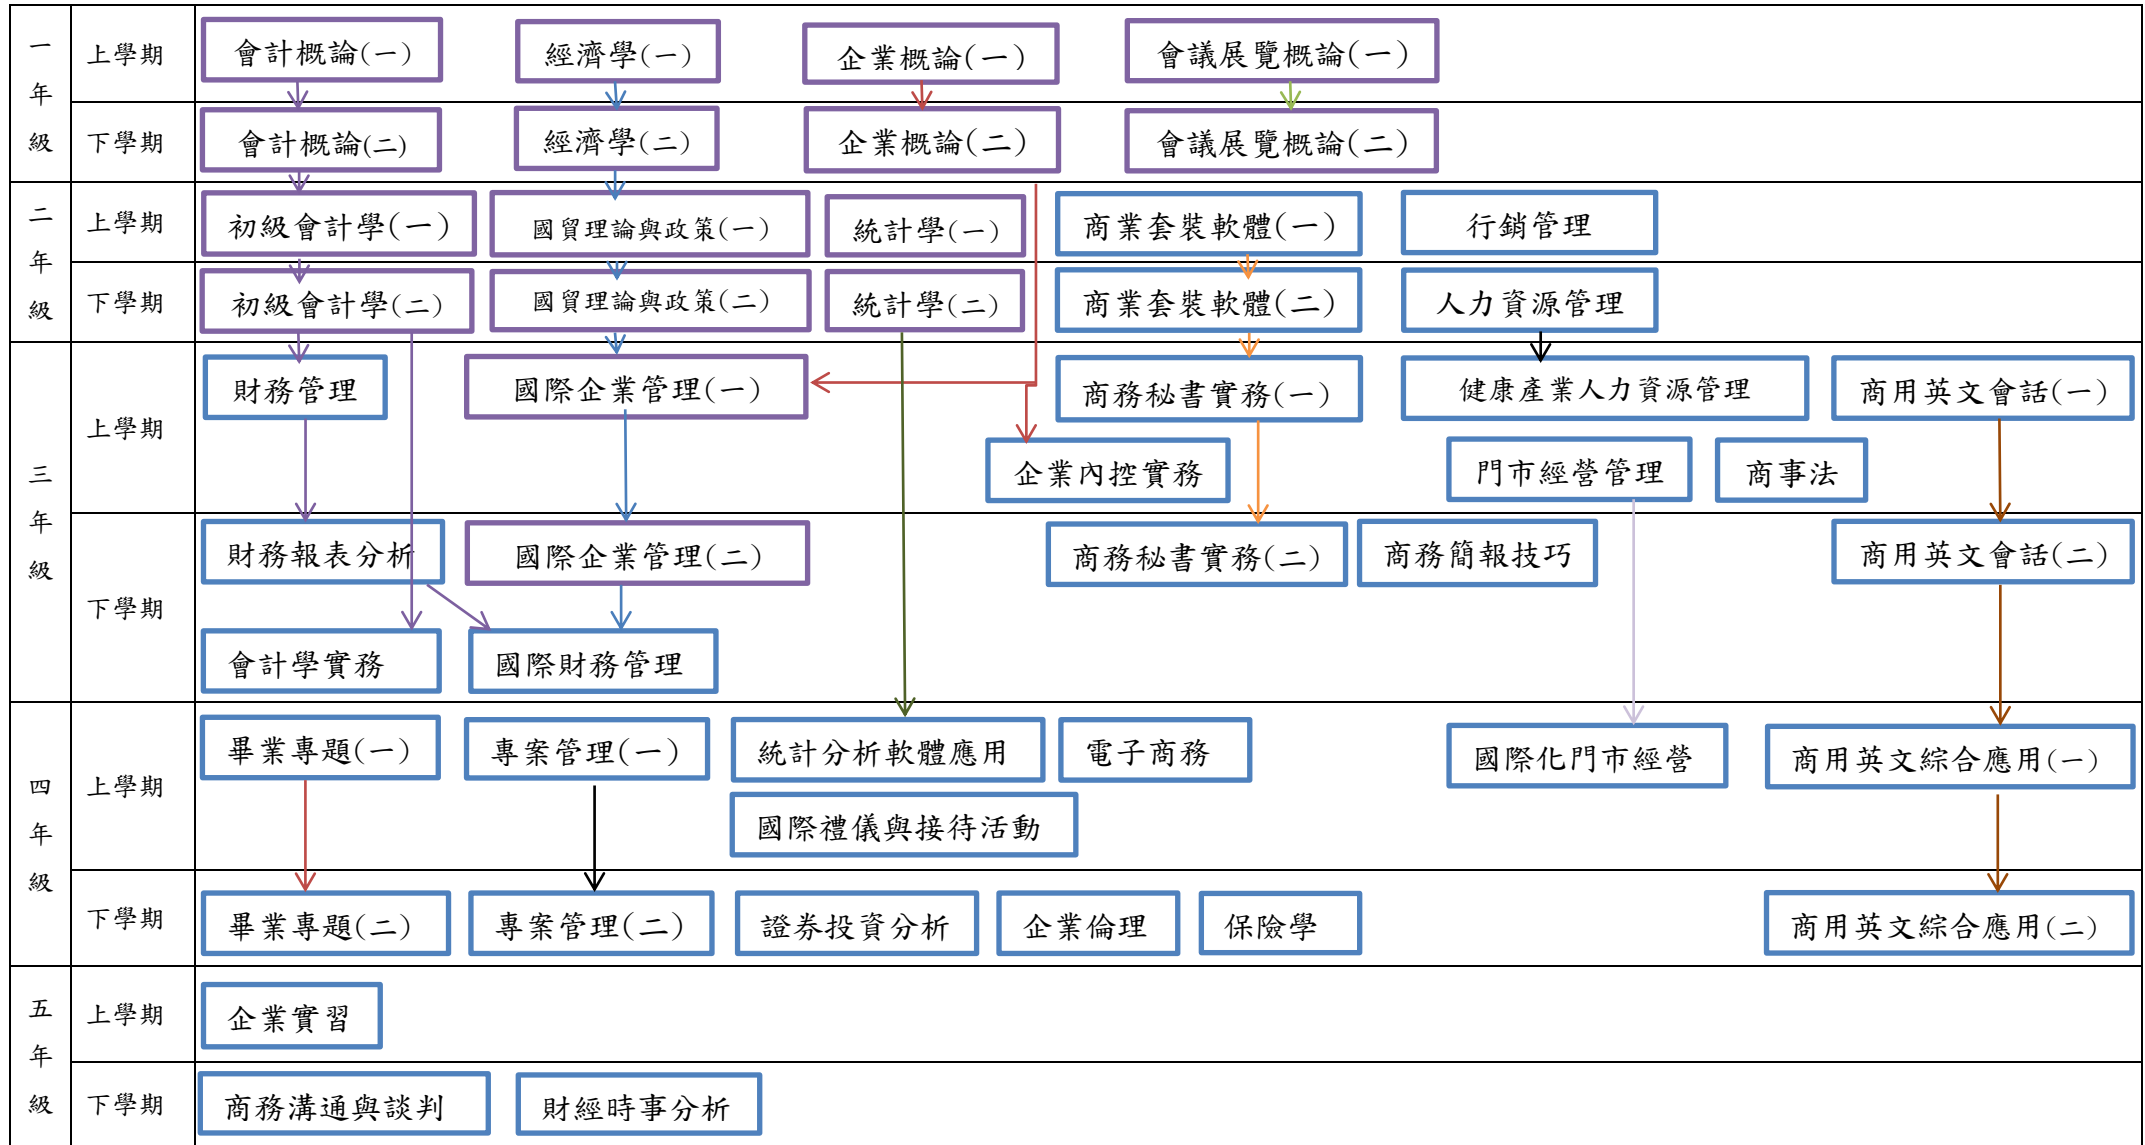 一年級
上學期
會計概論(一)
經濟學(一)
企業概論(一)
會議展覽概論(一)
下學期
會計概論(二)
經濟學(二)
企業概論(二)
會議展覽概論(二)
二年級
上學期
初級會計學(一)
國貿理論與政策(一)
統計學(一)
商業套裝軟體(一)
行銷管理
下學期
初級會計學(二)
國貿理論與政策(二)
統計學(二)
商業套裝軟體(二)
人力資源管理
三年級
上學期
財務管理
國際企業管理(一)
商務秘書實務(一)
健康產業人力資源管理
商用英文會話(一)
企業內控實務
門市經營管理
商事法
下學期
財務報表分析
國際企業管理(二)
商務秘書實務(二)
商務簡報技巧
商用英文會話(二)
會計學實務
國際財務管理
四年級
上學期
畢業專題(一)
專案管理(一)
統計分析軟體應用
電子商務
國際化門市經營
商用英文綜合應用(一)
國際禮儀與接待活動
下學期
畢業專題(二)
專案管理(二)
證券投資分析
企業倫理
保險學
商用英文綜合應用(二)
五年級
上學期
企業實習
下學期
商務溝通與談判
財經時事分析